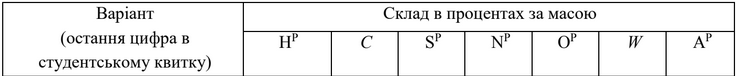 Варіант
(остання цифра в
студентському квитку)
Склад в процентах за масою
Hᴾ C Sᴾ Nᴾ Oᴾ W Aᴾ